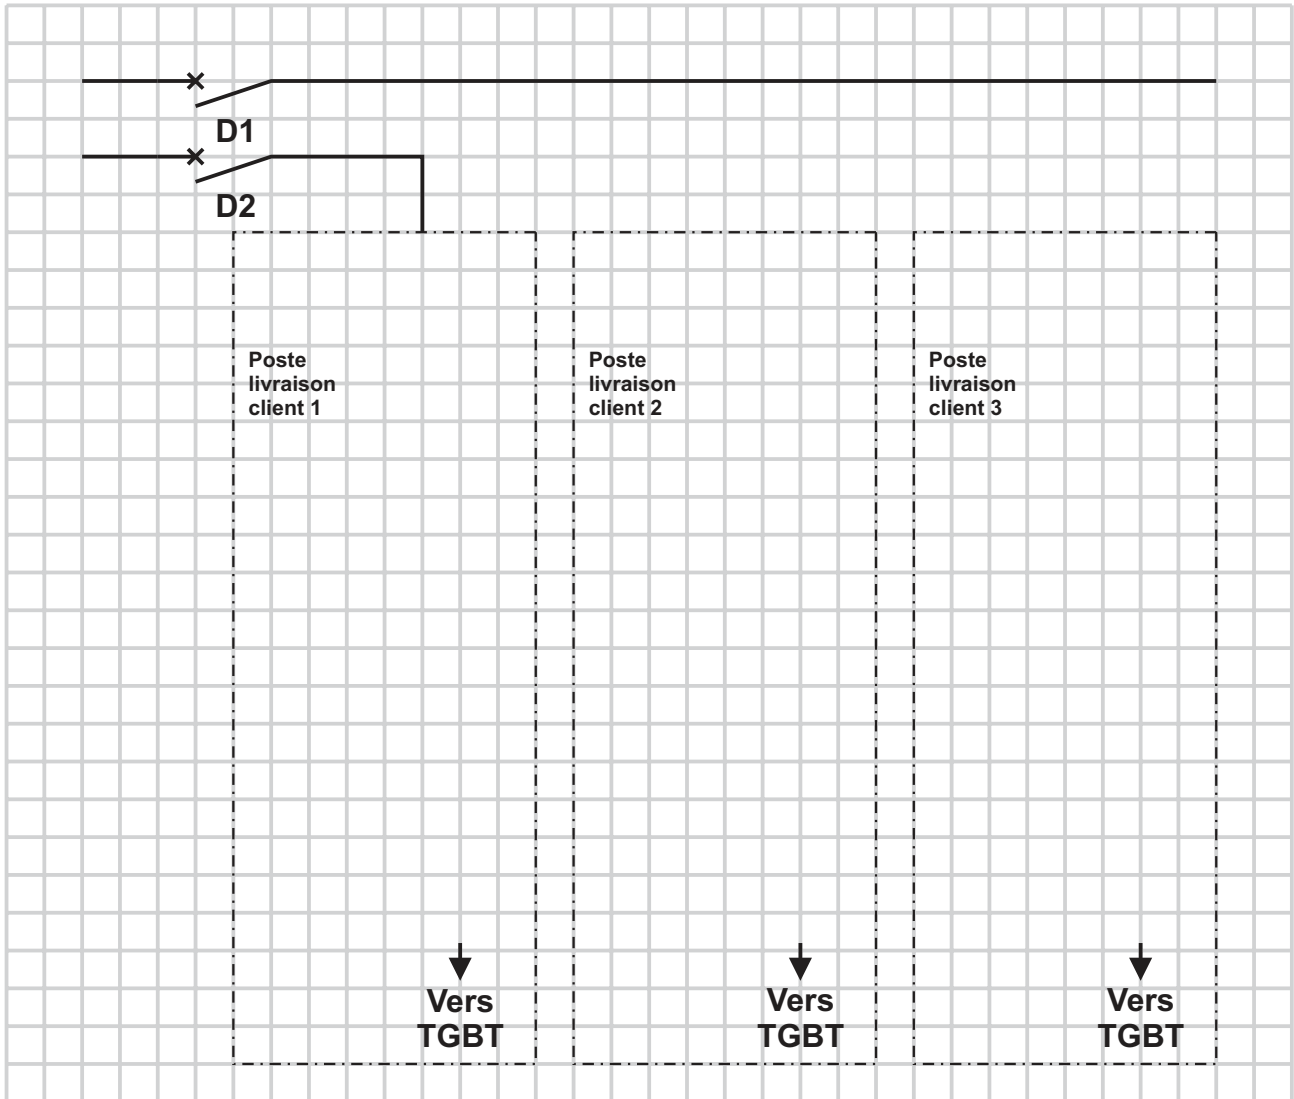 D1
D2
Poste
livraison
client 1
Poste
livraison
client 2
Poste
livraison
client 3
Vers
TGBT
Vers
TGBT
Vers
TGBT